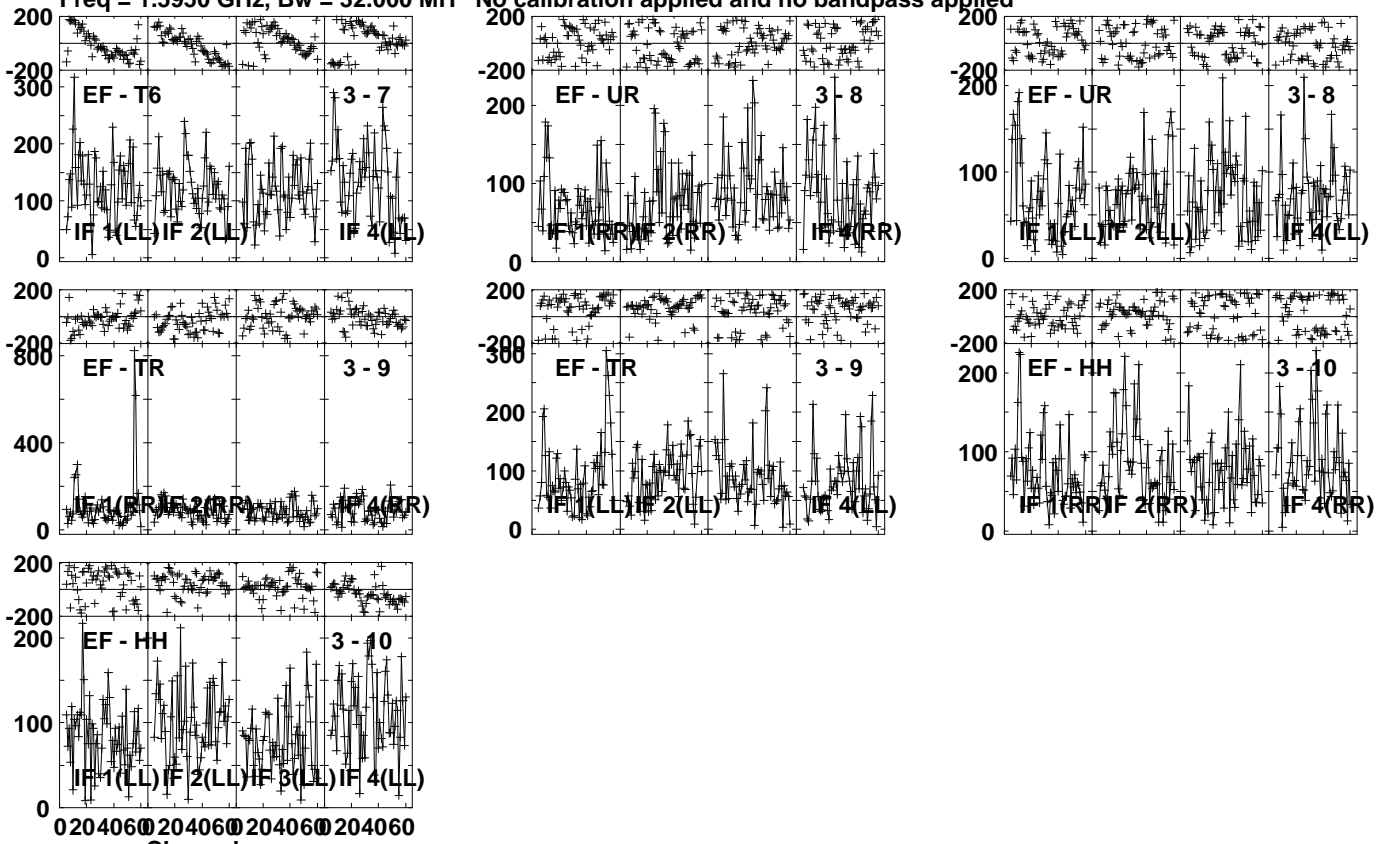 Freq = 1.5950 GHz, Bw = 32.000 MH No calibration applied and no bandpass applied
200
-200
300
200
100
0
EF - T6
3 - 7
IF 1(LL)
IF 2(LL)
IF 4(LL)
200
-200
200
100
0
EF - UR
3 - 8
IF 1(RR)
IF 2(RR)
IF 4(RR)
200
-200
200
100
0
EF - UR
3 - 8
IF 1(LL)
IF 2(LL)
IF 4(LL)
200
-200
800
400
0
EF - TR
3 - 9
IF 1(RR)
IF 2(RR)
IF 4(RR)
200
-200
300
200
100
0
EF - TR
3 - 9
IF 1(LL)
IF 2(LL)
IF 4(LL)
200
-200
200
100
0
EF - HH
3 - 10
IF 1(RR)
IF 2(RR)
IF 4(RR)
200
-200
200
100
0
EF - HH
3 - 10
IF 1(LL)
IF 2(LL)
IF 3(LL)
IF 4(LL)
0 20 40 60 0 20 40 60 0 20 40 60 0 20 40 60